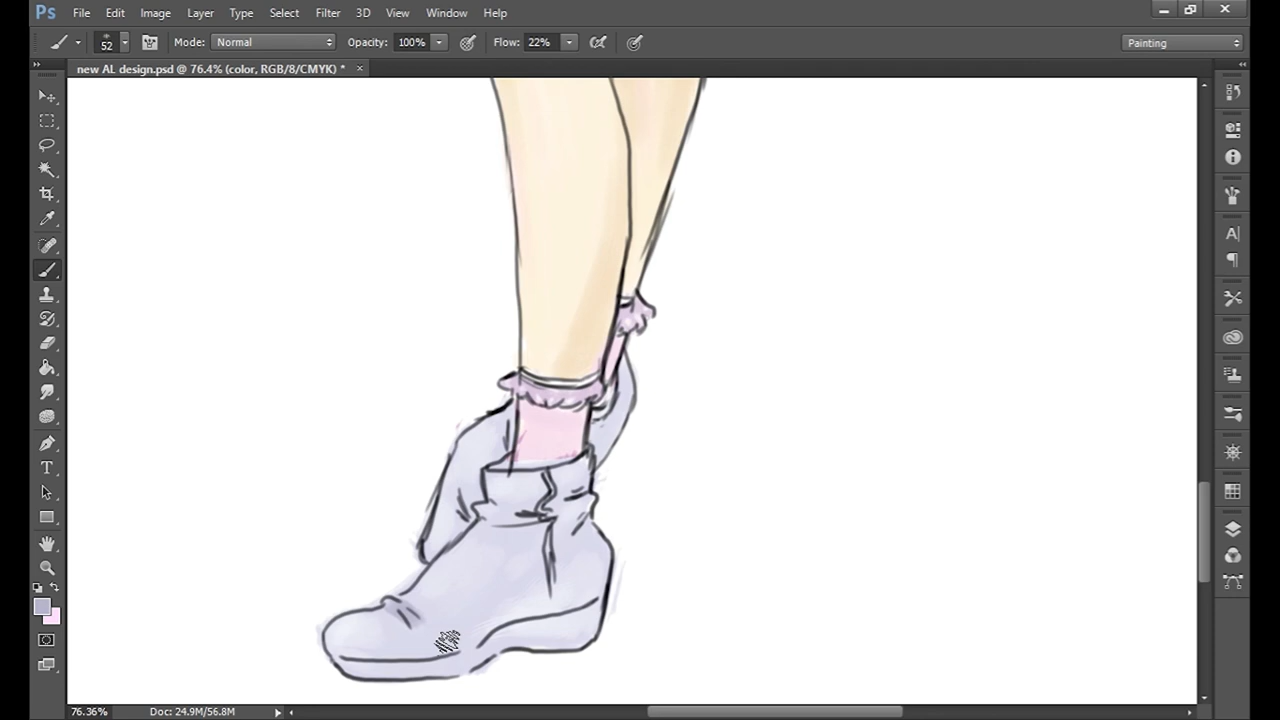 Ps File Edit Image Layer Type Select Filter 3D View Window Help
52 Mode: Normal Opacity: 100% Flow: 22% Painting
new AL design.psd @ 76.4% (color, RGB/8/CMYK) * ×
76.36% Doc: 24.9M/56.8M